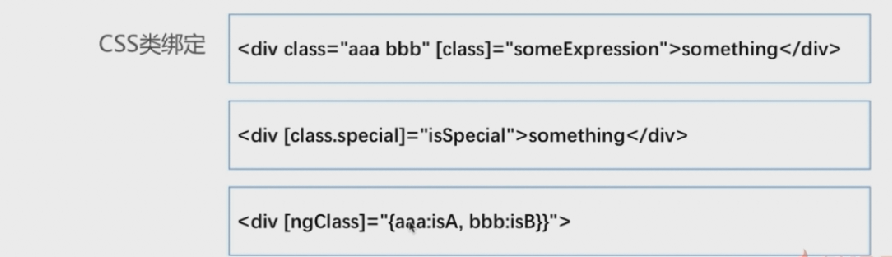 CSS类绑定
<div class="aaa bbb" [class]="someExpression">something</div>
<div [class.special]="isSpecial">something</div>
<div [ngClass]="{aaa:isA, bbb:isB}}">